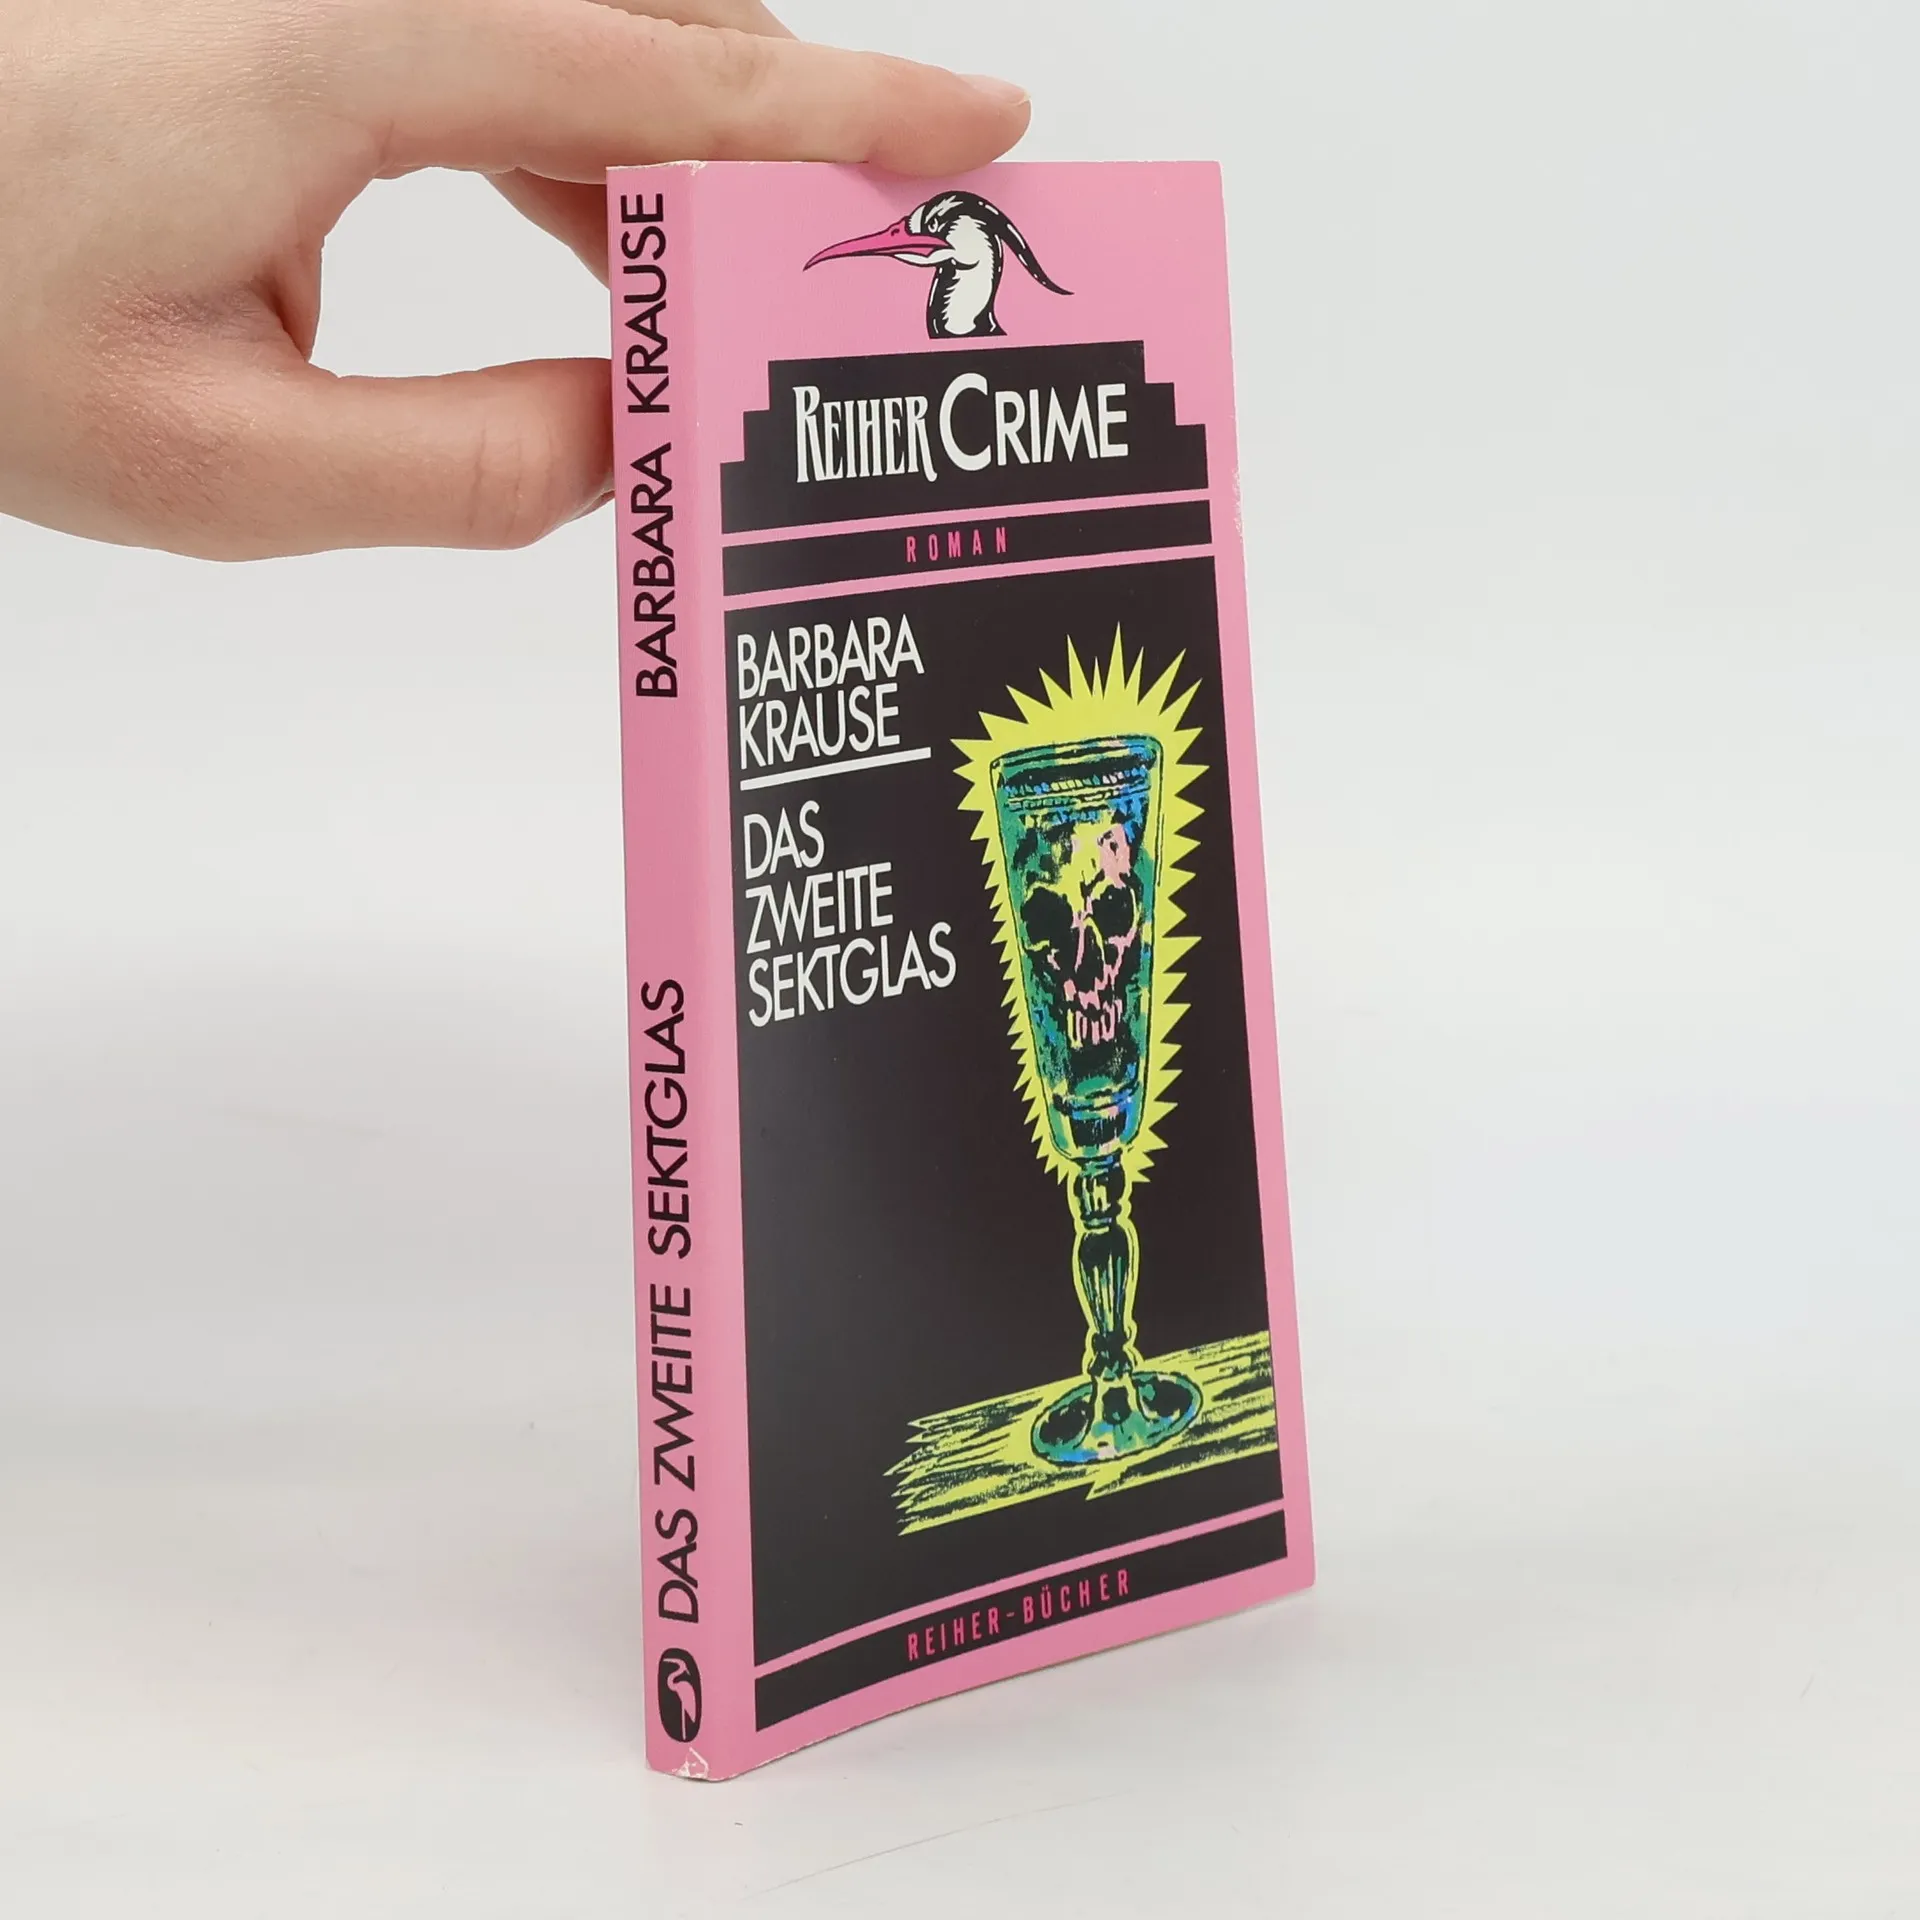 BARBARA KRAUSE
DAS ZWEITE SEKTGLAS
REIHER CRIME
ROMAN
BARBARA
KRAUSE
DAS
ZWEITE
SEKTGLAS
REIHER-BÜCHER